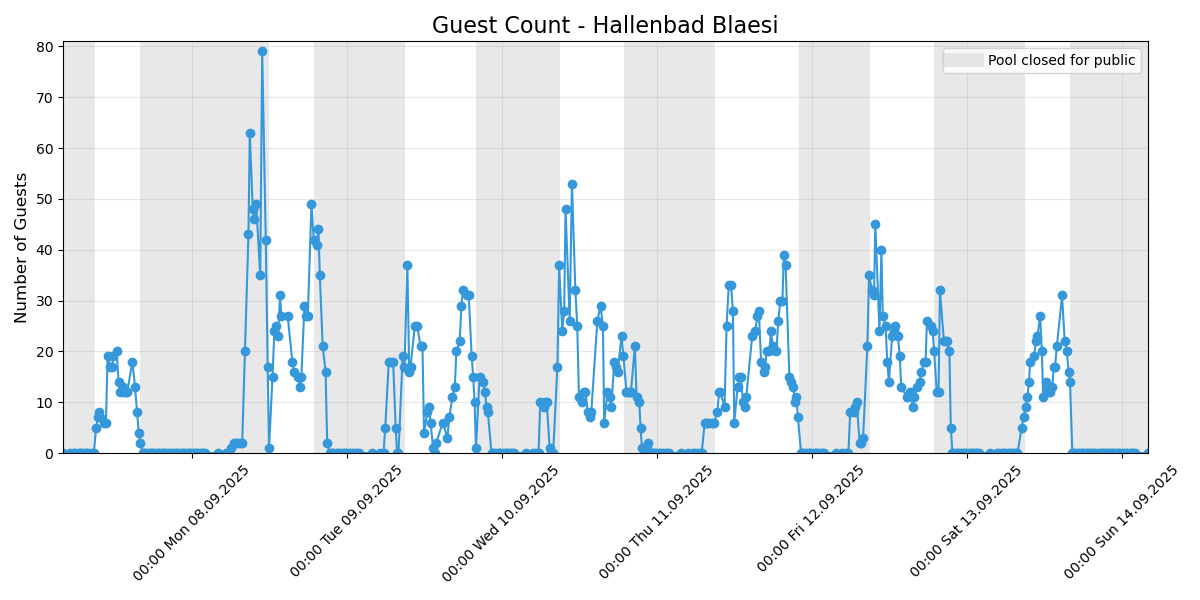 Guest Count - Hallenbad Blaesi
Pool closed for public
Number of Guests
80
70
60
50
40
30
20
10
0
00:00 Mon 08.09.2025
00:00 Tue 09.09.2025
00:00 Wed 10.09.2025
00:00 Thu 11.09.2025
00:00 Fri 12.09.2025
00:00 Sat 13.09.2025
00:00 Sun 14.09.2025